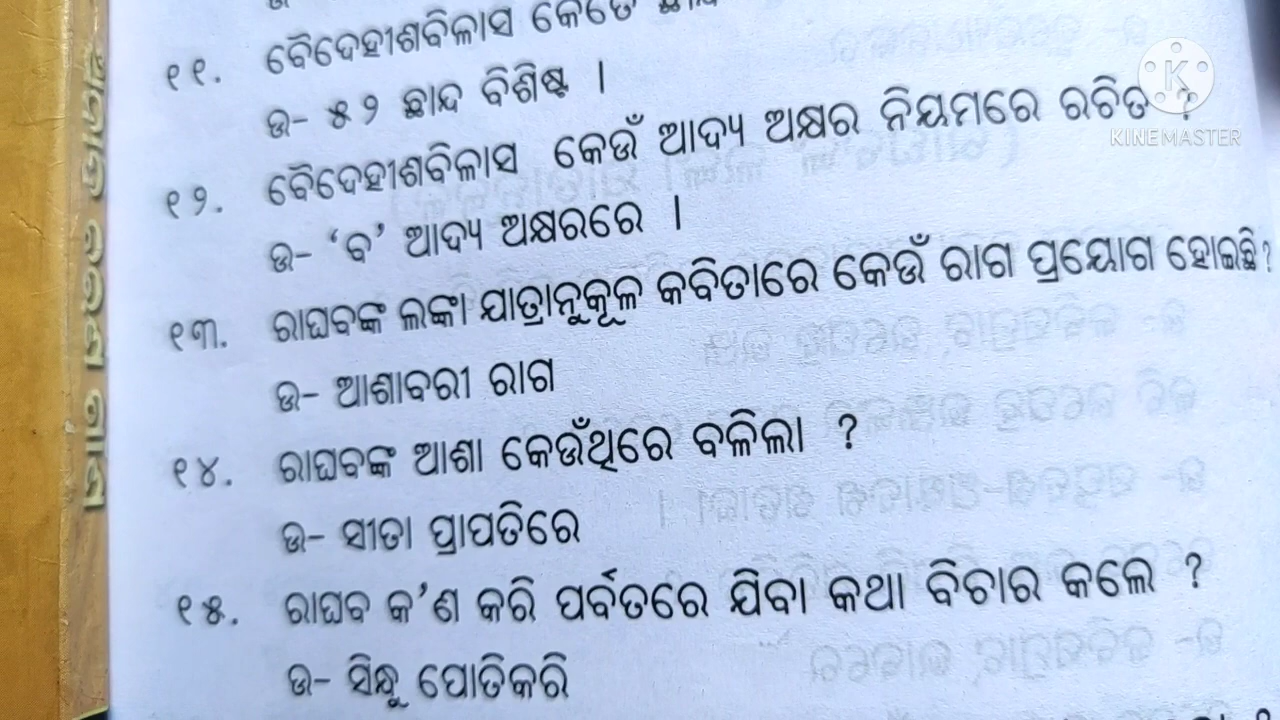 ୧୧. ବୈଦେହୀଶବିଳାସ କେତେ ଛାନ୍ଦ
ଉ- ୫୨ ଛାନ୍ଦ ବିଶିଷ୍ଟ ।
୧୨. ବୈଦେହୀଶବିଳାସ କେଉଁ ଆଦ୍ୟ ଅକ୍ଷର ନିୟମରେ ରଚିତ ?
ଉ- ‘ବ’ ଆଦ୍ୟ ଅକ୍ଷରରେ ।
୧୩. ରାଘବଙ୍କ ଲଙ୍କା ଯାତ୍ରାନୁକୂଳ କବିତାରେ କେଉଁ ରାଗ ପ୍ରୟୋଗ ହୋଇଛି?
ଉ- ଆଶାବରୀ ରାଗ
୧୪. ରାଘବଙ୍କ ଆଶା କେଉଁଥିରେ ବଳିଲା ?
ଉ- ସୀତା ପ୍ରାପତିରେ
୧୫. ରାଘବ କ'ଣ କରି ପର୍ବତରେ ଯିବା କଥା ବିଚାର କଲେ ?
ଉ- ସିନ୍ଧୁ ପୋତିକରି
KINEMASTER